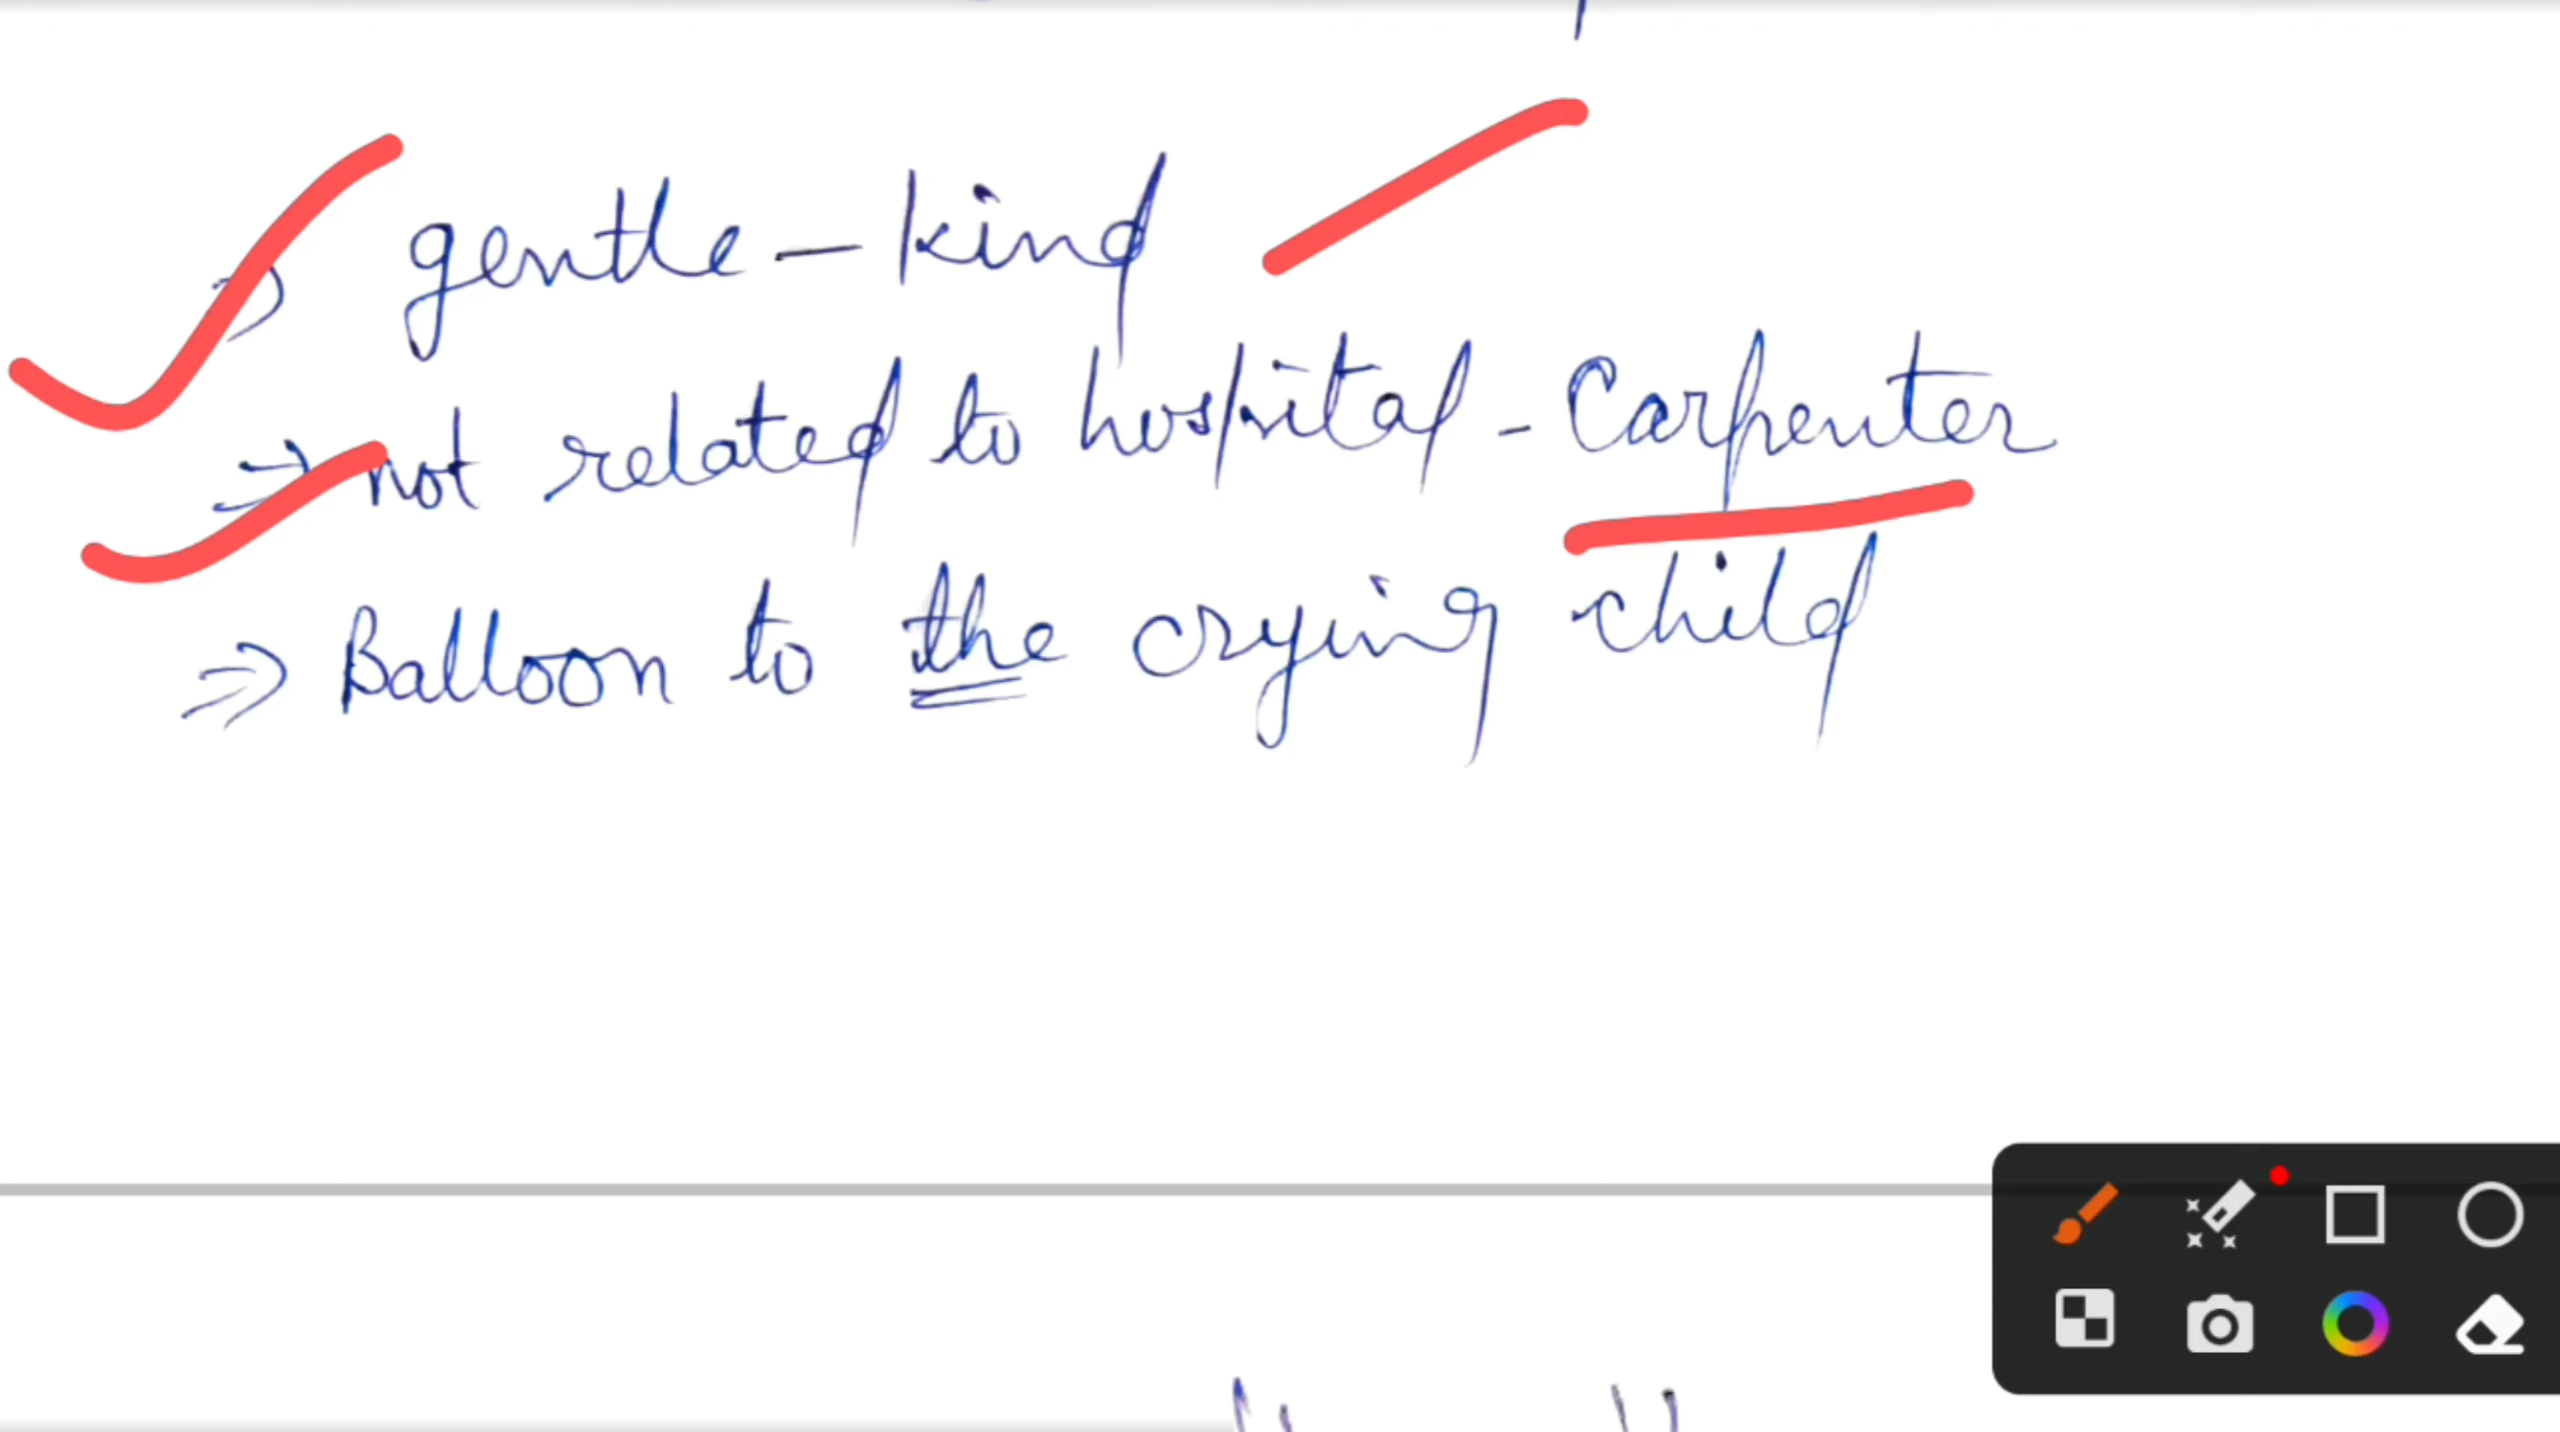 ⇒ gentle - kind
⇒ not related to hospital - Carpenter
⇒ Balloon to the crying child